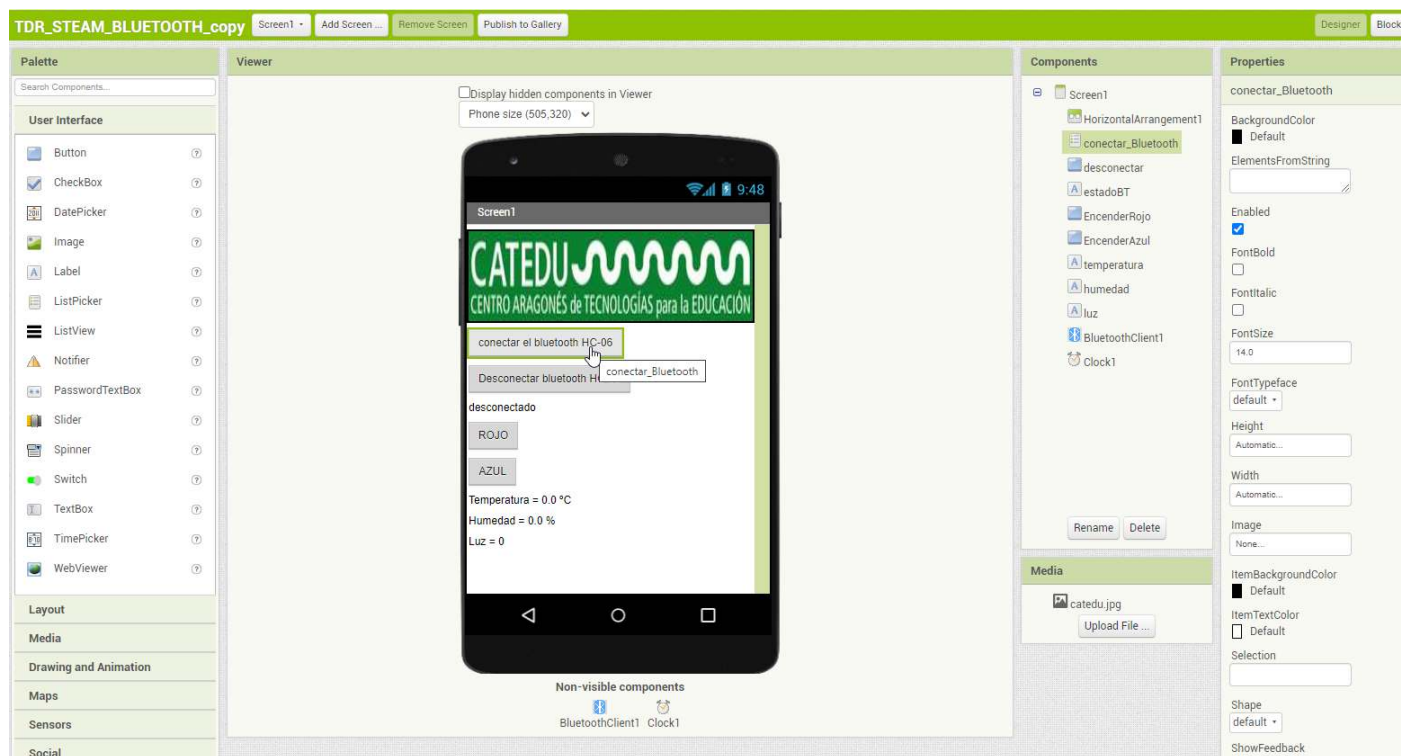 TDR_STEAM_BLUETOOTH_copy
Screen1
Add Screen ...
Remove Screen
Publish to Gallery
Designer
Block
Palette
Search Components...
User Interface
Button
CheckBox
DatePicker
Image
Label
ListPicker
ListView
Notifier
PasswordTextBox
Slider
Spinner
Switch
TextBox
TimePicker
WebViewer
Layout
Media
Drawing and Animation
Maps
Sensors
Social
Viewer
Display hidden components in Viewer
Phone size (505,320)
9:48
Screen1
CATEDU
CENTRO ARAGONÉS de TECNOLOGÍAS para la EDUCACIÓN
conectar el bluetooth HC-06
conectar_Bluetooth
Desconectar bluetooth H
desconectado
ROJO
AZUL
Temperatura = 0.0 ºC
Humedad = 0.0 %
Luz = 0
Non-visible components
BluetoothClient1
Clock1
Components
Screen1
HorizontalArrangement1
conectar_Bluetooth
desconectar
estadoBT
EncenderRojo
EncenderAzul
temperatura
humedad
luz
BluetoothClient1
Clock1
Rename
Delete
Media
catedu.jpg
Upload File ...
Properties
conectar_Bluetooth
BackgroundColor
Default
ElementsFromString
Enabled
FontBold
FontItalic
FontSize
14.0
FontTypeface
default
Height
Automatic...
Width
Automatic...
Image
None...
ItemBackgroundColor
Default
ItemTextColor
Default
Selection
Shape
default
ShowFeedback